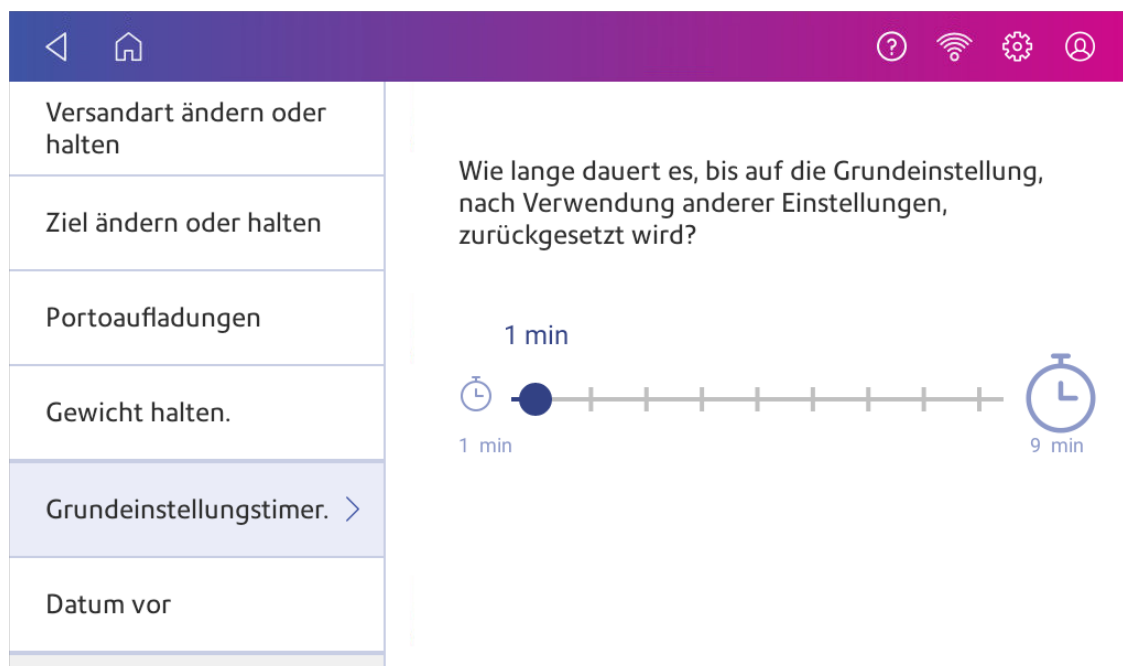 Versandart ändern oder
halten
Ziel ändern oder halten
Portoaufladungen
Gewicht halten.
Grundeinstellungstimer.
Datum vor
Wie lange dauert es, bis auf die Grundeinstellung,
nach Verwendung anderer Einstellungen,
zurückgesetzt wird?
1 min
1 min
9 min